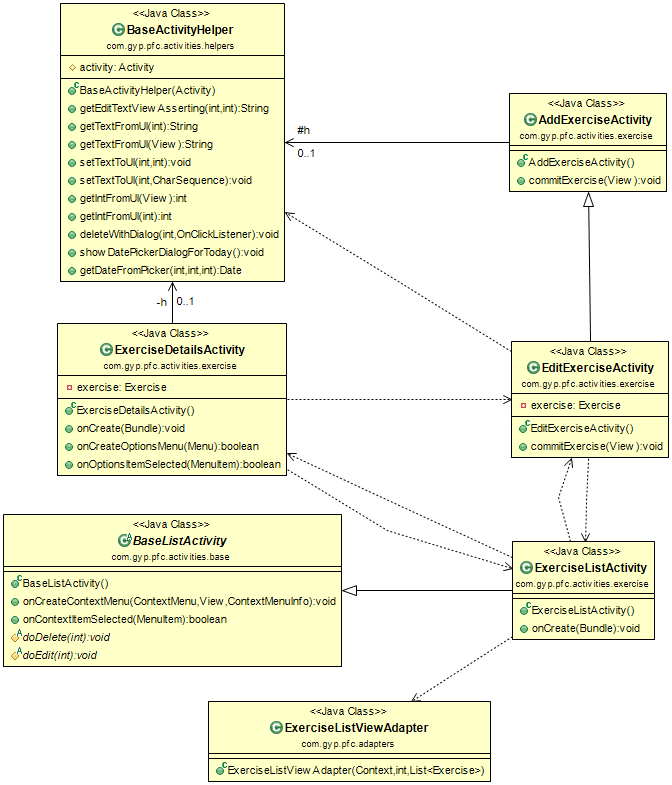 <<Java Class>>
BaseActivityHelper
com.gyp.pfc.activities.helpers
activity: Activity
BaseActivityHelper(Activity)
getEditTextView Asserting(int,int):String
getTextFromUI(int):String
getTextFromUI(View ):String
setTextToUI(int,int):void
setTextToUI(int,CharSequence):void
getIntFromUI(View ):int
getIntFromUI(int):int
deleteWithDialog(int,OnClickListener):void
show DatePickerDialogForToday():void
getDateFromPicker(int,int,int):Date
<<Java Class>>
AddExerciseActivity
com.gyp.pfc.activities.exercise
AddExerciseActivity()
commitExercise(View ):void
#h
0..1
-h
0..1
<<Java Class>>
ExerciseDetailsActivity
com.gyp.pfc.activities.exercise
exercise: Exercise
ExerciseDetailsActivity()
onCreate(Bundle):void
onCreateOptionsMenu(Menu):boolean
onOptionsItemSelected(MenuItem):boolean
<<Java Class>>
EditExerciseActivity
com.gyp.pfc.activities.exercise
exercise: Exercise
EditExerciseActivity()
commitExercise(View ):void
<<Java Class>>
BaseListActivity
com.gyp.pfc.activities.base
BaseListActivity()
onCreateContextMenu(ContextMenu,View,ContextMenuInfo):void
onContextItemSelected(MenuItem):boolean
doDelete(int):void
doEdit(int):void
<<Java Class>>
ExerciseListActivity
com.gyp.pfc.activities.exercise
ExerciseListActivity()
onCreate(Bundle):void
<<Java Class>>
ExerciseListViewAdapter
com.gyp.pfc.adapters
ExerciseListView Adapter(Context,int,List<Exercise>)